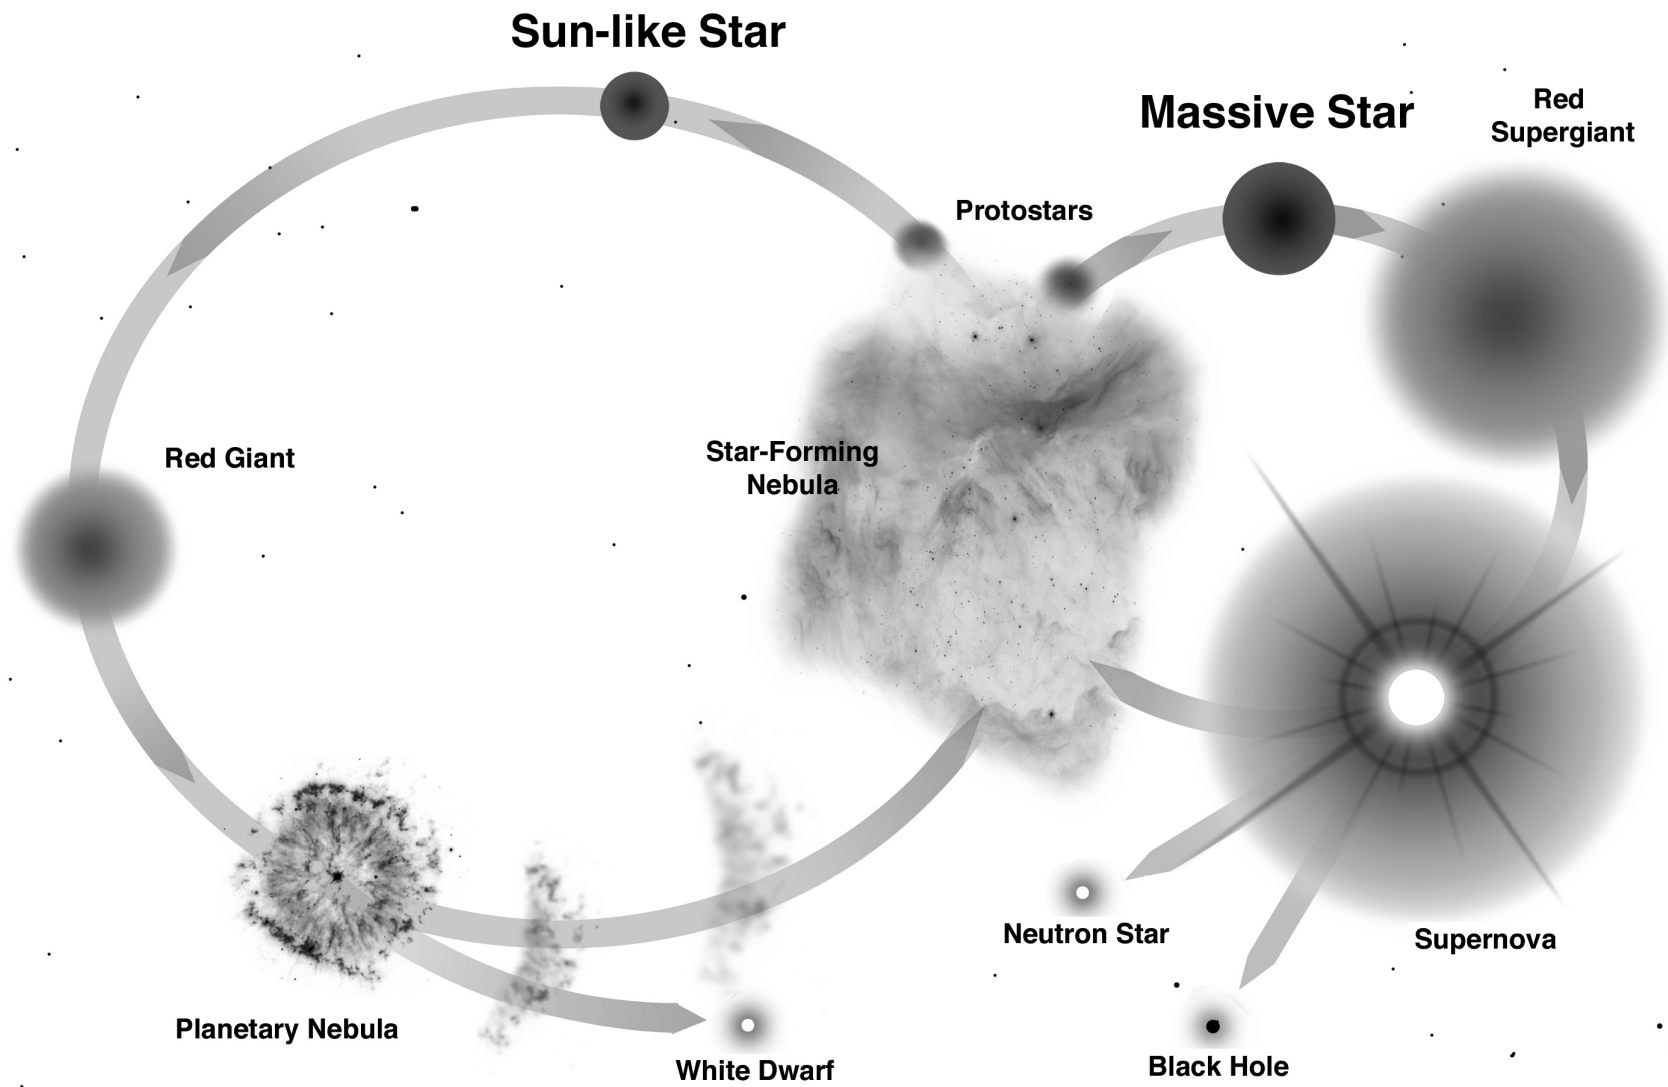 Sun-like Star
Massive Star
Red
Supergiant
Protostars
Red Giant
Star-Forming
Nebula
Neutron Star
Supernova
Planetary Nebula
White Dwarf
Black Hole